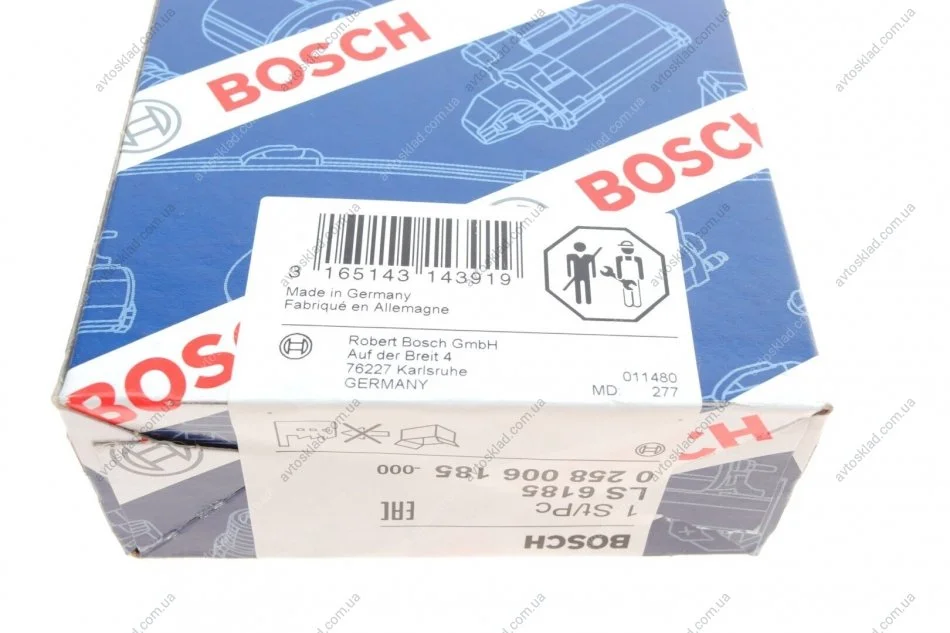 BOSCH
BOSCH
BOSCH
3 165143 143919
Made in Germany
Fabriqué en Allemagne
Robert Bosch GmbH
Auf der Breit 4
76227 Karlsruhe
GERMANY
011480
MD: 277
BOSCH
0 258 006 185 -000
LS 6185
1 St/Pc
EAC
BOSCH
avtosklad.com.ua